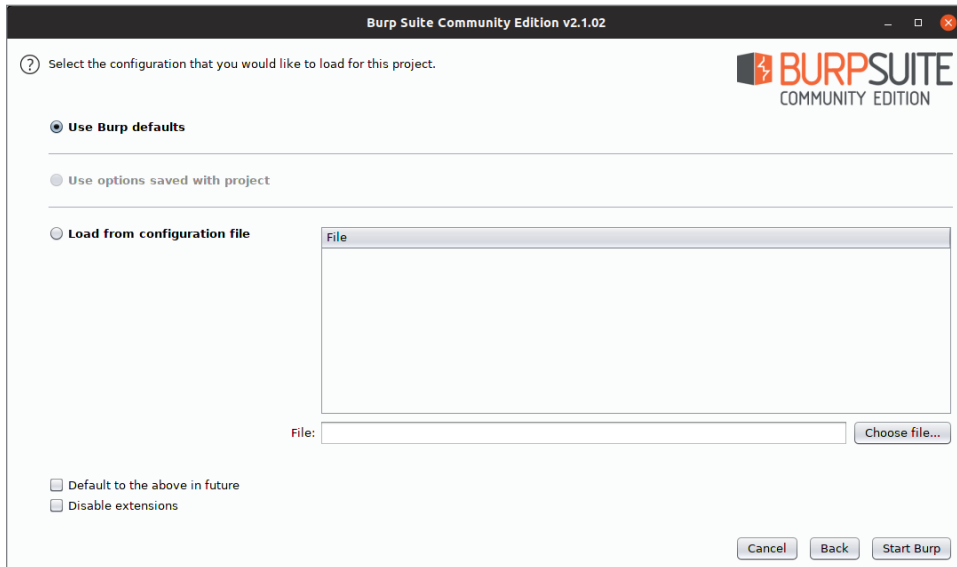 Burp Suite Community Edition v2.1.02
Select the configuration that you would like to load for this project.
BURPSUITE
COMMUNITY EDITION
Use Burp defaults
Use options saved with project
Load from configuration file
File
File:
Choose file...
Default to the above in future
Disable extensions
Cancel Back Start Burp